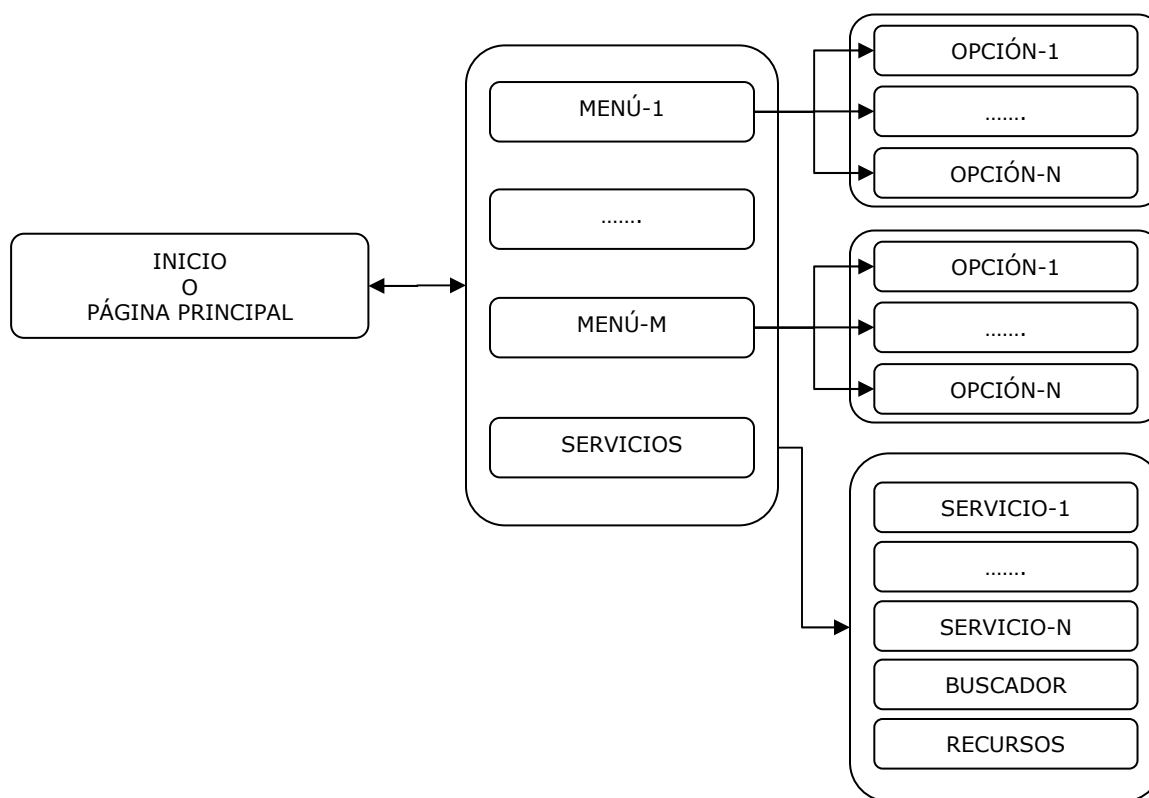 INICIO
O
PÁGINA PRINCIPAL
MENÚ-1
…….
MENÚ-M
SERVICIOS
OPCIÓN-1
…….
OPCIÓN-N
OPCIÓN-1
…….
OPCIÓN-N
SERVICIO-1
…….
SERVICIO-N
BUSCADOR
RECURSOS